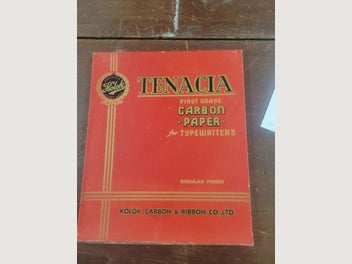 Kolok
TENACIA
FIRST GRADE
CARBON
·PAPER·
for TYPEWRITERS
REGULAR FINISH
KOLOK CARBON & RIBBON CO LTD